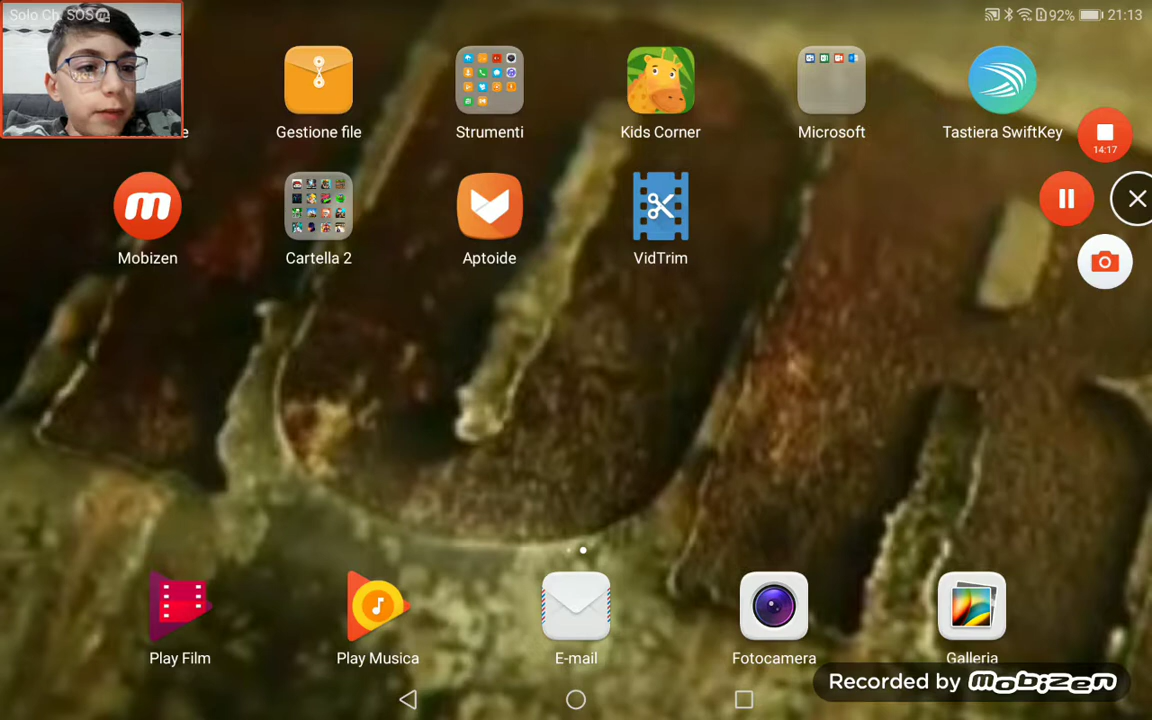 Solo Ch. SOS m
92% 21:13
e
Gestione file
Strumenti
Kids Corner
Microsoft
Tastiera SwiftKey
14:17
m
Mobizen
Cartella 2
Aptoide
VidTrim
Play Film
Play Musica
E-mail
Fotocamera
Galleria
Recorded by mobizen